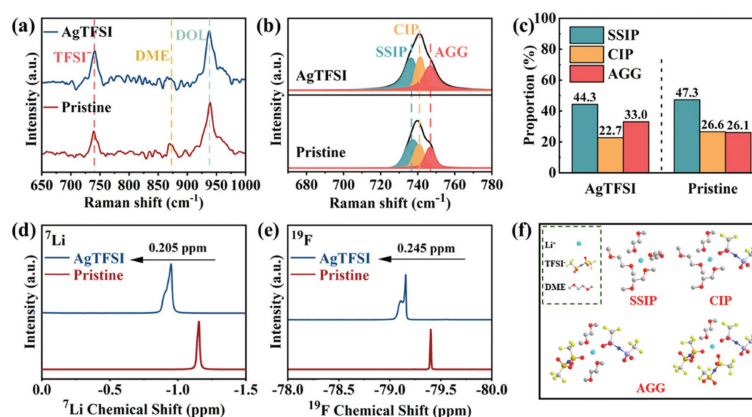 (a)
AgTFSI
DOL
TFSI⁻
DME
Pristine
Intensity (a.u.)
650 700 750 800 850 900 950 1000
Raman shift (cm⁻¹)
(b)
CIP
SSIP
AGG
AgTFSI
Pristine
Intensity (a.u.)
680 700 720 740 760 780
Raman shift (cm⁻¹)
(c)
SSIP
CIP
AGG
100
80
60
40
20
0
Proportion (%)
44.3
22.7
33.0
47.3
26.6
26.1
AgTFSI Pristine
(d)
⁷Li
0.205 ppm
AgTFSI
Pristine
Intensity (a.u.)
0.0 -0.5 -1.0 -1.5
⁷Li Chemical Shift (ppm)
(e)
¹⁹F
0.245 ppm
AgTFSI
Pristine
Intensity (a.u.)
-78.0 -78.5 -79.0 -79.5 -80.0
¹⁹F Chemical Shift (ppm)
(f)
Li⁺
TFSI⁻
DME
SSIP
CIP
AGG